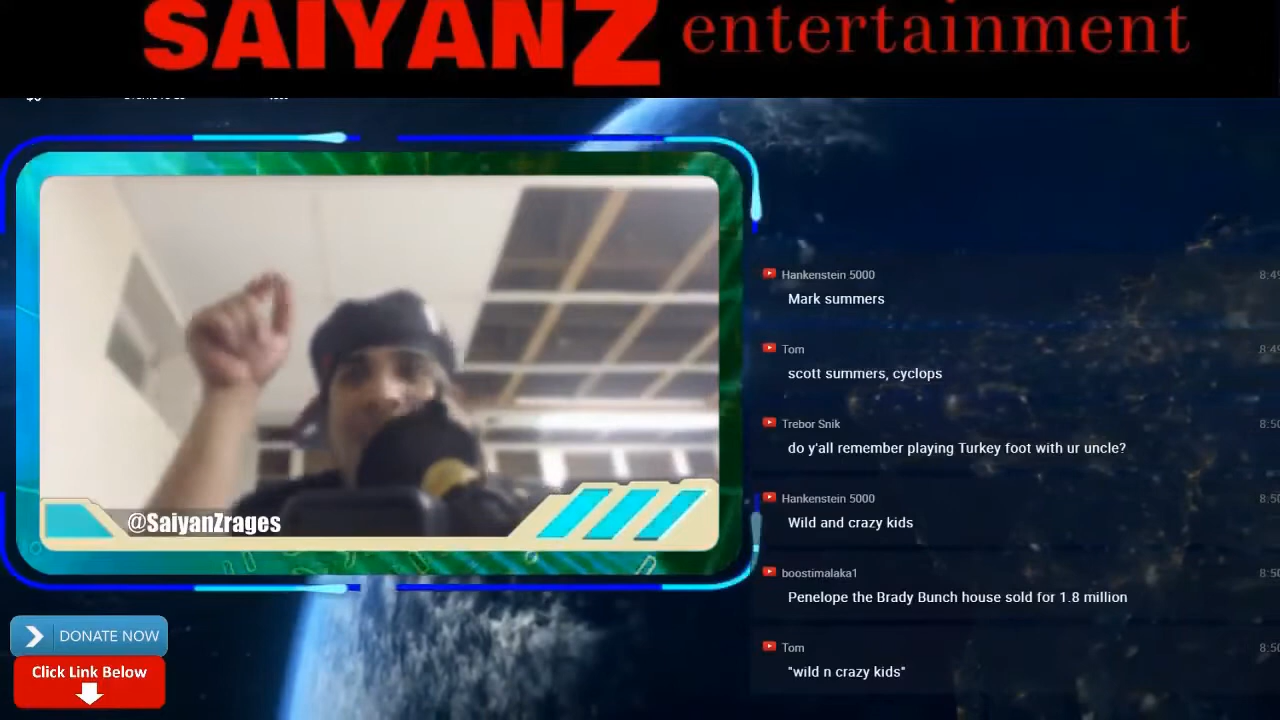 SAIYANZ entertainment
Hankenstein 5000
Mark summers
Tom
scott summers, cyclops
Trebor Snik
do y'all remember playing Turkey foot with ur uncle?
Hankenstein 5000
Wild and crazy kids
@SaiyanZrages
boostimalaka1
Penelope the Brady Bunch house sold for 1.8 million
DONATE NOW
Tom
Click Link Below
"wild n crazy kids"